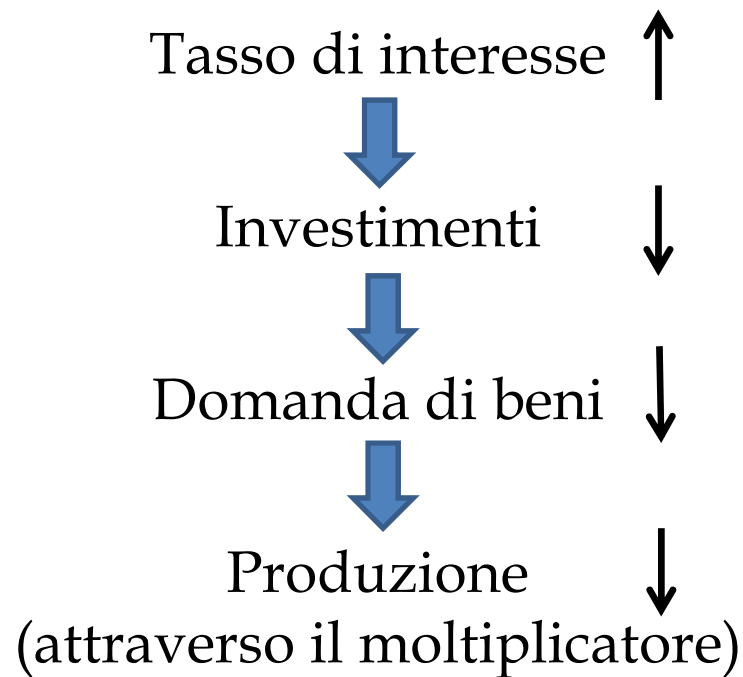 Tasso di interesse
Investimenti
Domanda di beni
Produzione
(attraverso il moltiplicatore)